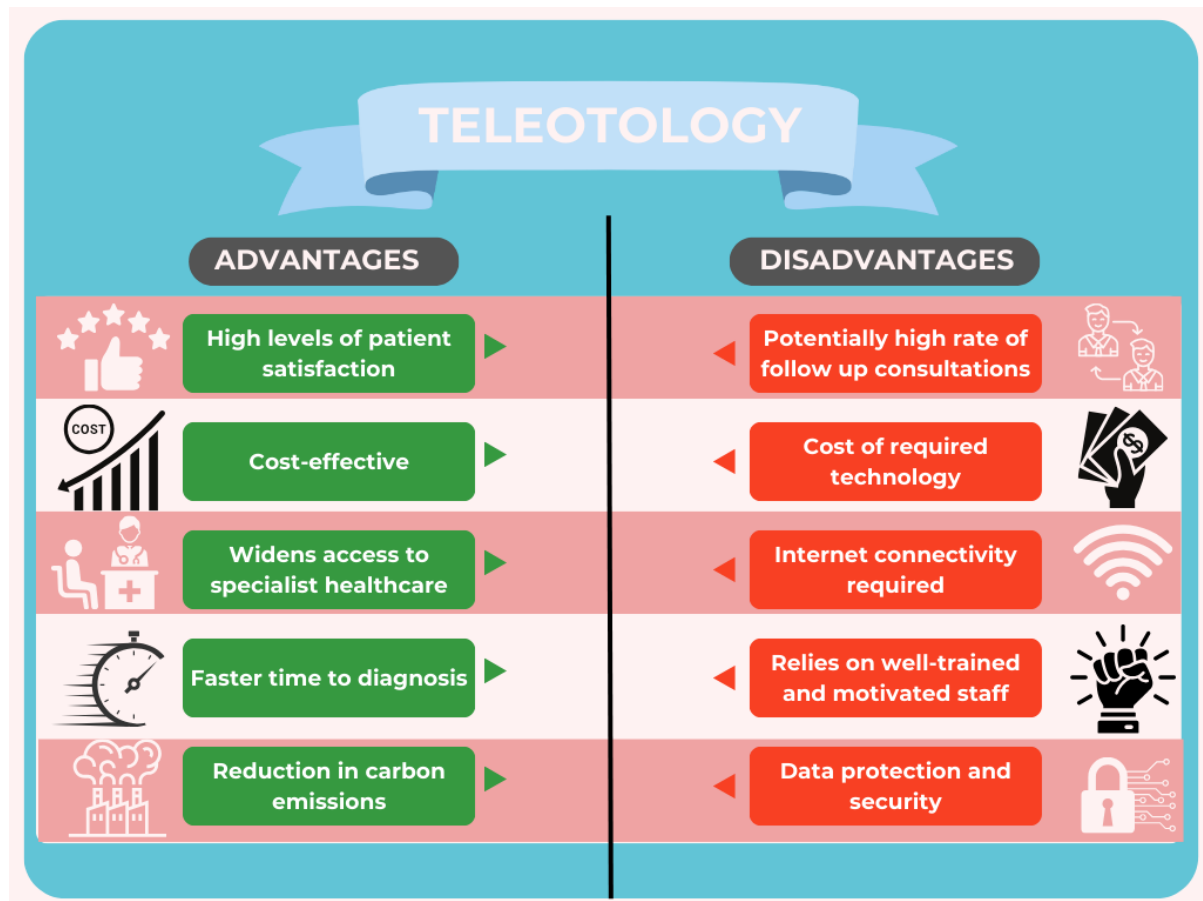 TELEOTOLOGY
ADVANTAGES
DISADVANTAGES
High levels of patient
satisfaction
Potentially high rate of
follow up consultations
COST
Cost-effective
Cost of required
technology
$
Widens access to
specialist healthcare
Internet connectivity
required
Faster time to diagnosis
Relies on well-trained
and motivated staff
Reduction in carbon
emissions
Data protection and
security